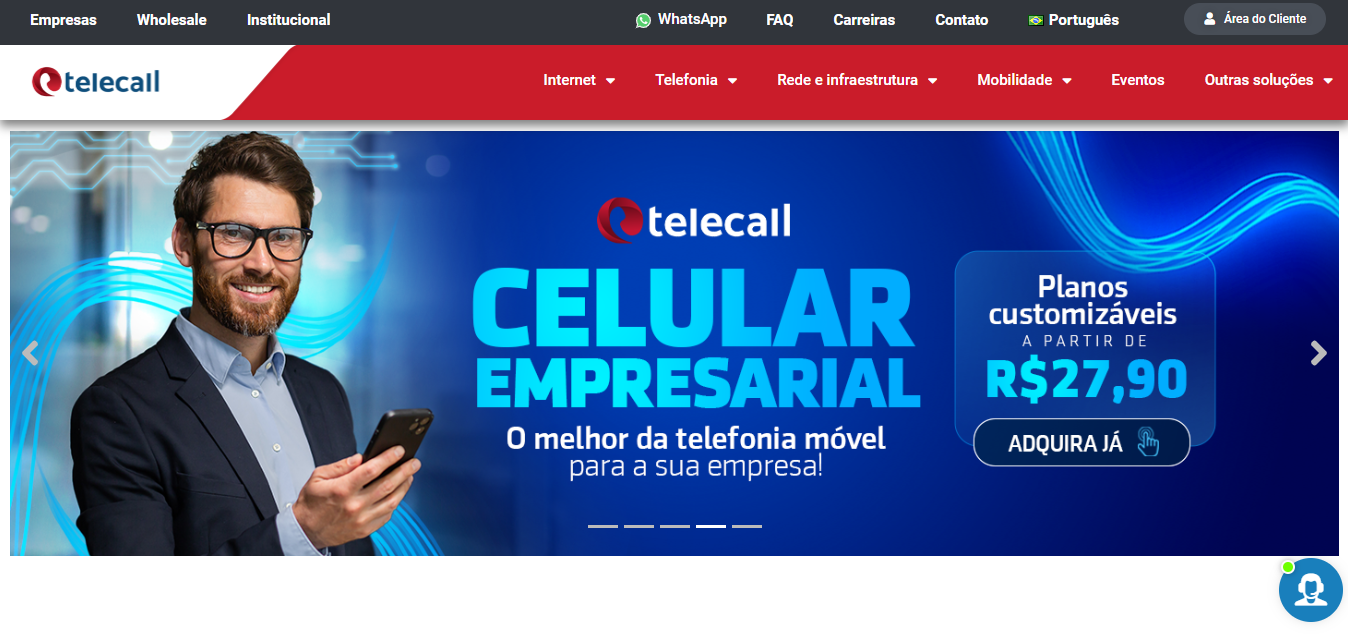 Empresas Wholesale Institucional WhatsApp FAQ Carreiras Contato Português Área do Cliente
telecall Internet Telefonia Rede e infraestrutura Mobilidade Eventos Outras soluções
telecall
CELULAR
EMPRESARIAL
O melhor da telefonia móvel
para a sua empresa!
Planos
customizáveis
A PARTIR DE
R$27,90
ADQUIRA JÁ